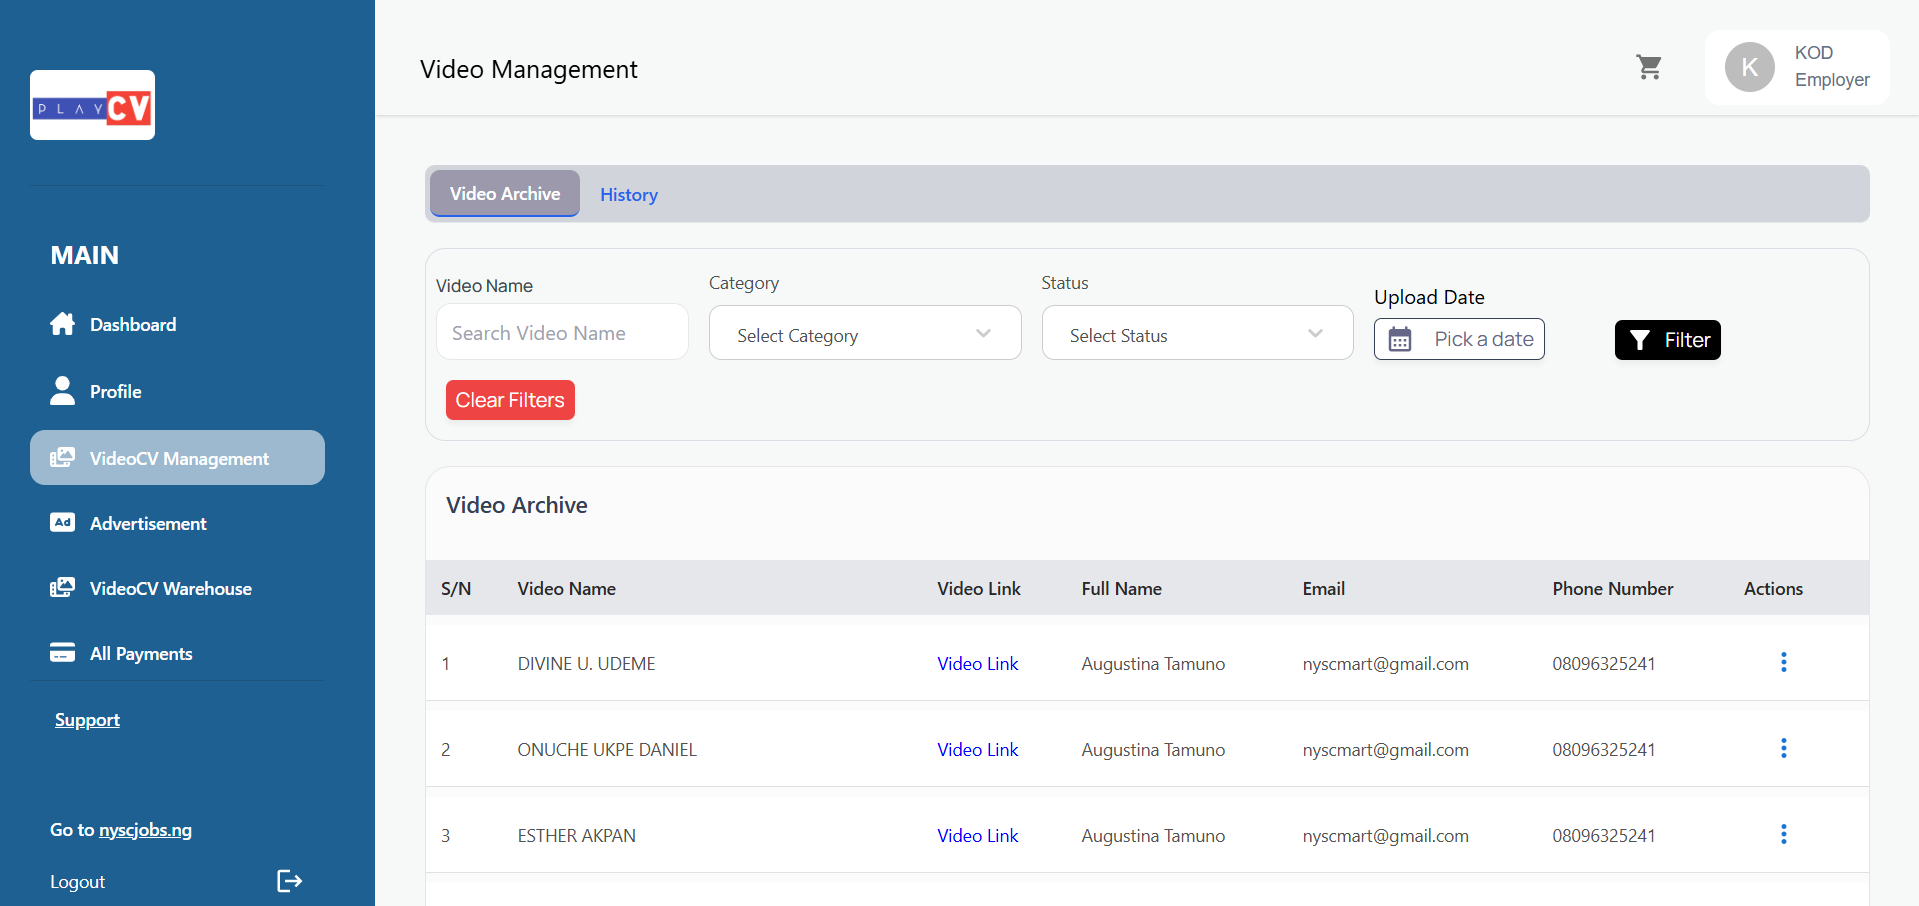 PLAY CV
MAIN
Dashboard
Profile
VideoCV Management
Ad Advertisement
VideoCV Warehouse
All Payments
Support
Go to nyscjobs.ng
Logout
Video Management
K
KOD
Employer
Video Archive History
Video Name
Search Video Name
Category
Select Category
Status
Select Status
Upload Date
Pick a date
Filter
Clear Filters
Video Archive
S/N Video Name Video Link Full Name Email Phone Number Actions
1 DIVINE U. UDEME Video Link Augustina Tamuno nyscmart@gmail.com 08096325241
2 ONUCHE UKPE DANIEL Video Link Augustina Tamuno nyscmart@gmail.com 08096325241
3 ESTHER AKPAN Video Link Augustina Tamuno nyscmart@gmail.com 08096325241